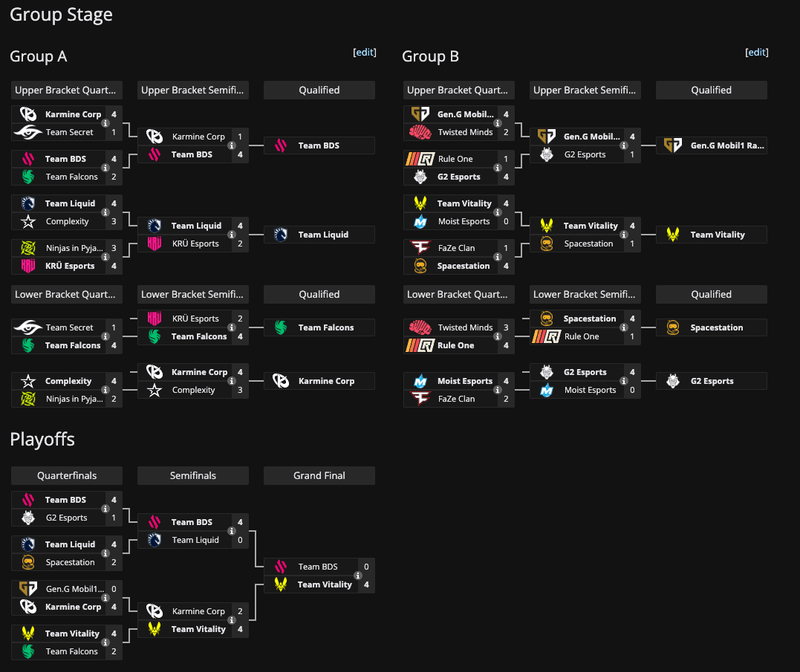 Group Stage
Group A
[edit]
Upper Bracket Quart...
Upper Bracket Semifi...
Qualified
Karmine Corp 4
Team Secret 1
Team BDS 4
Team Falcons 2
Karmine Corp 1
Team BDS 4
Team BDS
Team Liquid 4
Complexity 3
Ninjas in Pyja... 3
KRÜ Esports 4
Team Liquid 4
KRÜ Esports 2
Team Liquid
Lower Bracket Quart...
Lower Bracket Semifi...
Qualified
Team Secret 1
Team Falcons 4
KRÜ Esports 2
Team Falcons 4
Team Falcons
Complexity 4
Ninjas in Pyja... 2
Karmine Corp 4
Complexity 3
Karmine Corp
Group B
[edit]
Upper Bracket Quart...
Upper Bracket Semifi...
Qualified
Gen.G Mobil... 4
Twisted Minds 2
Rule One 1
G2 Esports 4
Gen.G Mobil... 4
G2 Esports 1
Gen.G Mobil1 Ra...
Team Vitality 4
Moist Esports 0
FaZe Clan 1
Spacestation 4
Team Vitality 4
Spacestation 1
Team Vitality
Lower Bracket Quart...
Lower Bracket Semifi...
Qualified
Twisted Minds 3
Rule One 4
Spacestation 4
Rule One 1
Spacestation
Moist Esports 4
FaZe Clan 2
G2 Esports 4
Moist Esports 0
G2 Esports
Playoffs
Quarterfinals
Semifinals
Grand Final
Team BDS 4
G2 Esports 1
Team Liquid 4
Spacestation 2
Gen.G Mobil1... 0
Karmine Corp 4
Team Vitality 4
Team Falcons 2
Team BDS 4
Team Liquid 0
Karmine Corp 2
Team Vitality 4
Team BDS 0
Team Vitality 4